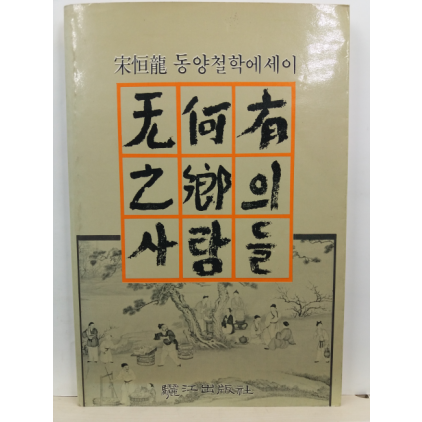 宋恒龍 동양철학에세이
无何有
之鄕의
사람들
驪江出版社